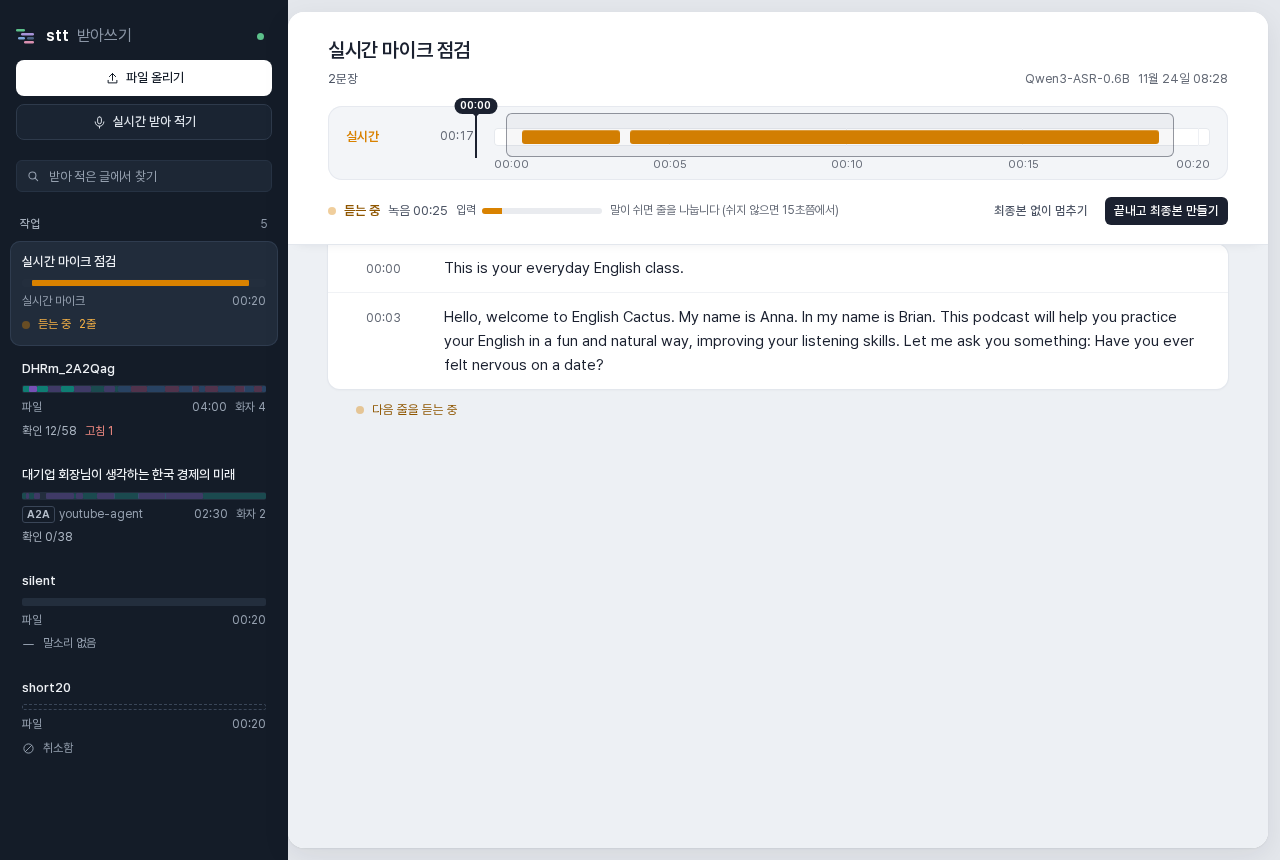 stt 받아쓰기
파일 올리기
실시간 받아 적기
받아 적은 글에서 찾기
작업 5
실시간 마이크 점검
실시간 마이크 00:20
듣는 중 2줄
DHRm_2A2Qag
파일 04:00 화자 4
확인 12/58 고침 1
대기업 회장님이 생각하는 한국 경제의 미래
A2A youtube-agent 02:30 화자 2
확인 0/38
silent
파일 00:20
말소리 없음
short20
파일 00:20
취소함
실시간 마이크 점검
2문장 Qwen3-ASR-0.6B 11월 24일 08:28
00:00
실시간 00:17
00:00 00:05 00:10 00:15 00:20
듣는 중 녹음 00:25 입력 말이 쉬면 줄을 나눕니다 (쉬지 않으면 15초쯤에서) 최종본 없이 멈추기 끝내고 최종본 만들기
00:00 This is your everyday English class.
00:03 Hello, welcome to English Cactus. My name is Anna. In my name is Brian. This podcast will help you practice
your English in a fun and natural way, improving your listening skills. Let me ask you something: Have you ever
felt nervous on a date?
다음 줄을 듣는 중